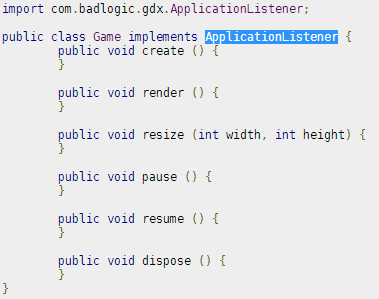 import com.badlogic.gdx.ApplicationListener;
public class Game implements ApplicationListener {
public void create () {
}
public void render () {
}
public void resize (int width, int height) {
}
public void pause () {
}
public void resume () {
}
public void dispose () {
}
}